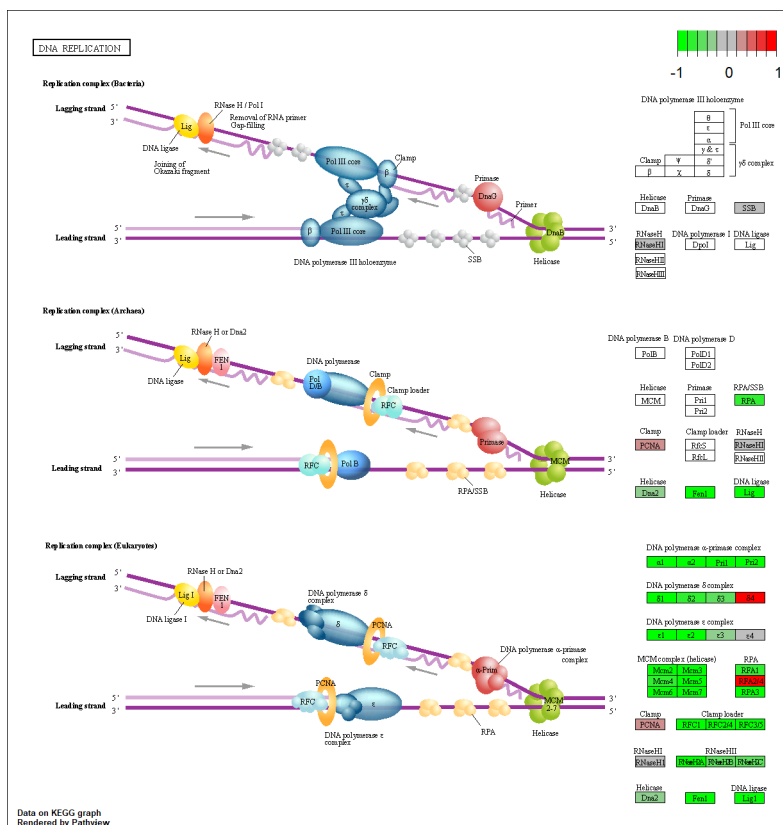 DNA REPLICATION
-1 0 1
Replication complex (Bacteria)
Lagging strand 5' 3'
Lig
RNase H / Pol I
Removal of RNA primer
Gap-filling
DNA ligase
Joining of
Okazaki fragment
Pol III core
Clamp
β
τ
γδ
complex
τ
Primase
DnaG
Primer
5' 3'
Leading strand 3' 5'
β
Pol III core
DnaB
3'
5'
DNA polymerase III holoenzyme
SSB
Helicase
DNA polymerase III holoenzyme
θ
ε
α
Pol III core
γ & τ
Clamp ψ δ'
β χ δ
γδ complex
Helicase Primase
DnaB DnaG SSB
RNaseH DNA polymerase I DNA ligase
RNaseHI DpoI Lig
RNaseHII
RNaseHIII
Replication complex (Archaea)
Lagging strand 5' 3'
Lig
RNase H or Dna2
FEN
1
DNA ligase
DNA polymerase
Pol
D/B
Clamp
Clamp loader
RFC
Primase
5'
Leading strand 3'
RFC
Pol B
MCM
3'
5'
RPA/SSB
Helicase
DNA polymerase B DNA polymerase D
PolB PolD1
PolD2
Helicase Primase RPA/SSB
MCM Pri1 RPA
Pri2
Clamp Clamp loader RNaseH
PCNA RfrS RNaseHI
RfrL RNaseHII
Helicase DNA ligase
Dna2 Fen1 Lig
Replication complex (Eukaryotes)
Lagging strand 5' 3'
Lig I
RNase H or Dna2
FEN
1
DNA ligase I
DNA polymerase δ
complex
δ
PCNA
RFC
DNA polymerase α-primase
complex
α-Prim
5'
Leading strand 3'
PCNA
RFC
ε
MCM
2-7
3'
5'
DNA polymerase ε
complex
RPA
Helicase
DNA polymerase α-primase complex
α1 α2 Pri1 Pri2
DNA polymerase δ complex
δ1 δ2 δ3 δ4
DNA polymerase ε complex
ε1 ε2 ε3 ε4
MCM complex (helicase) RPA
Mcm2 Mcm3 RPA1
Mcm4 Mcm5 RPA2/4
Mcm6 Mcm7 RPA3
Clamp Clamp loader
PCNA RFC1 RFC2/4 RFC3/5
RNaseHI RNaseHII
RNaseH1 RNaseH2A RNaseH2B RNaseH2C
Helicase DNA ligase
Dna2 Fen1 Lig1
Data on KEGG graph
Rendered by Pathview